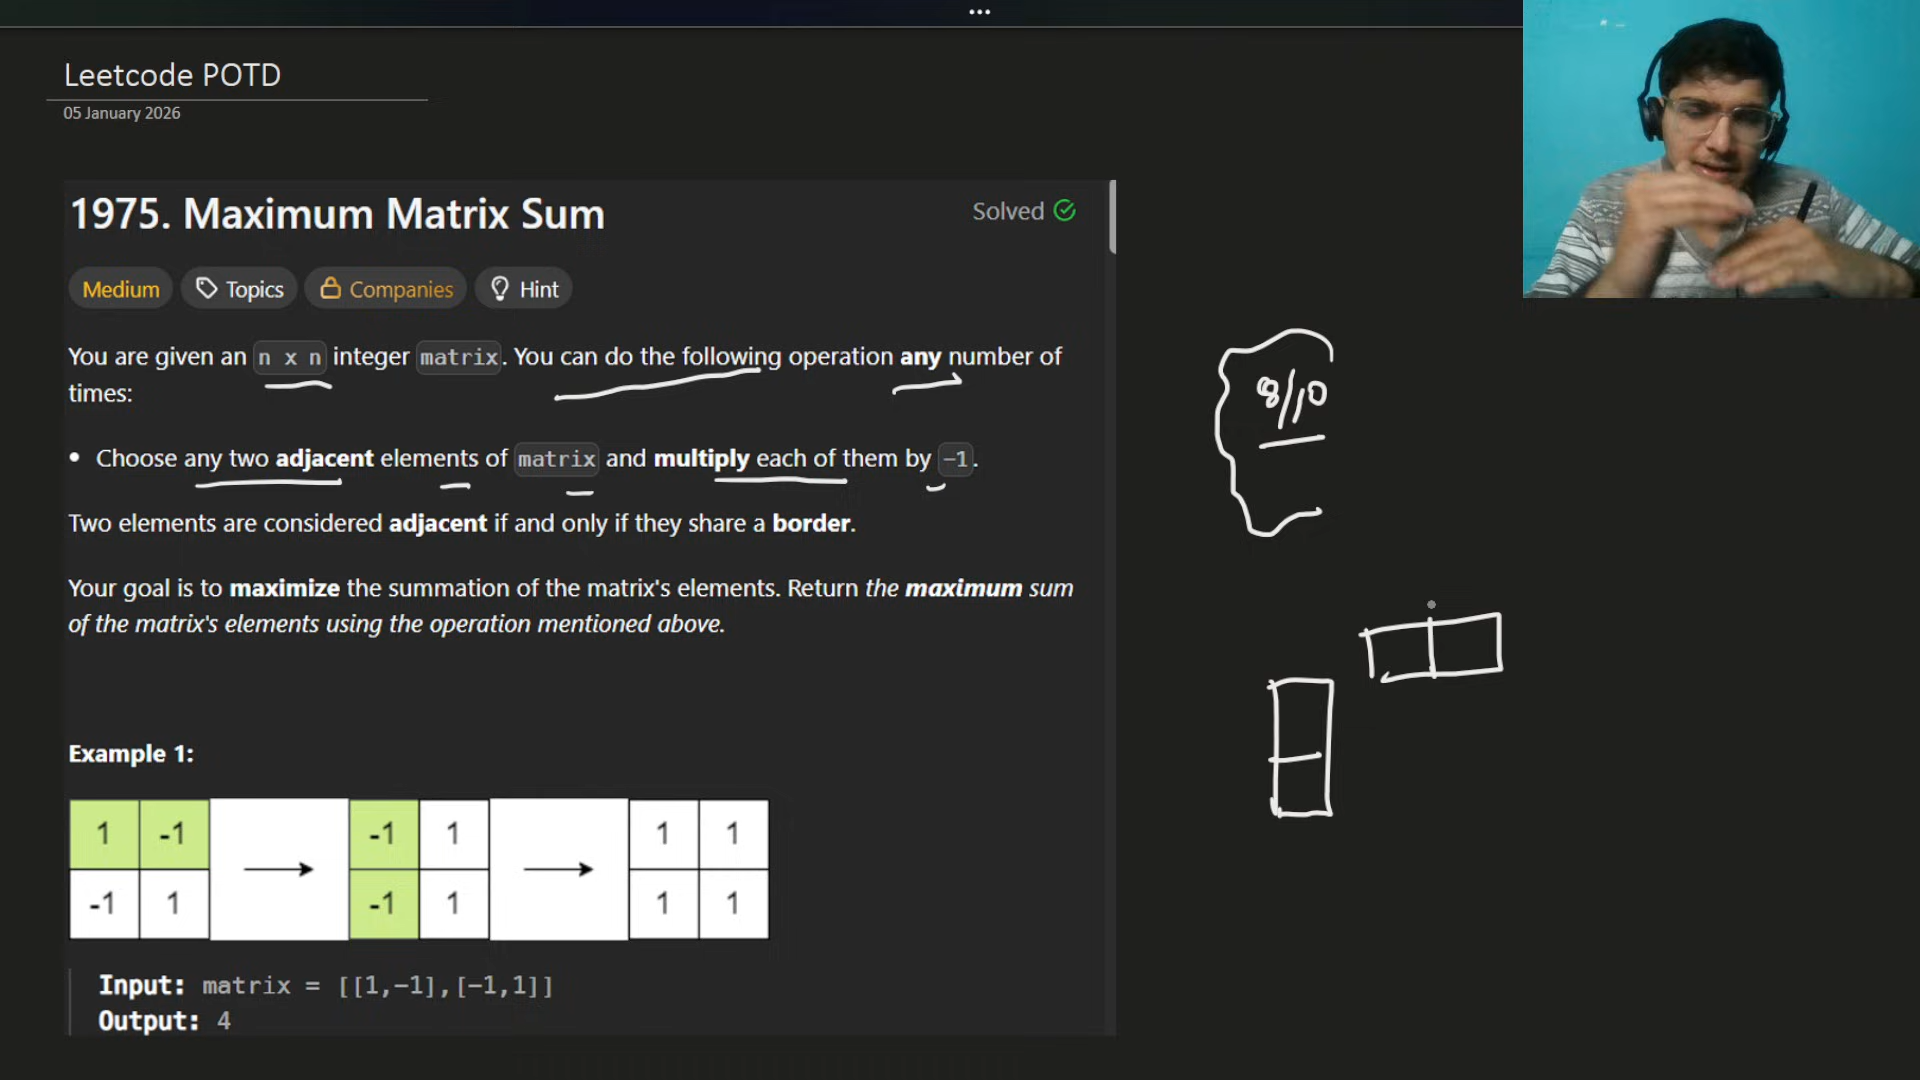 ...
Leetcode POTD
05 January 2026
1975. Maximum Matrix Sum
Solved
Medium Topics Companies Hint
You are given an n x n integer matrix. You can do the following operation any number of
times:
• Choose any two adjacent elements of matrix and multiply each of them by -1.
Two elements are considered adjacent if and only if they share a border.
Your goal is to maximize the summation of the matrix's elements. Return the maximum sum
of the matrix's elements using the operation mentioned above.
8//10
Example 1:
1 -1 -1 1 1 1
-1 1 -1 1 1 1
Input: matrix = [[1,-1],[-1,1]]
Output: 4